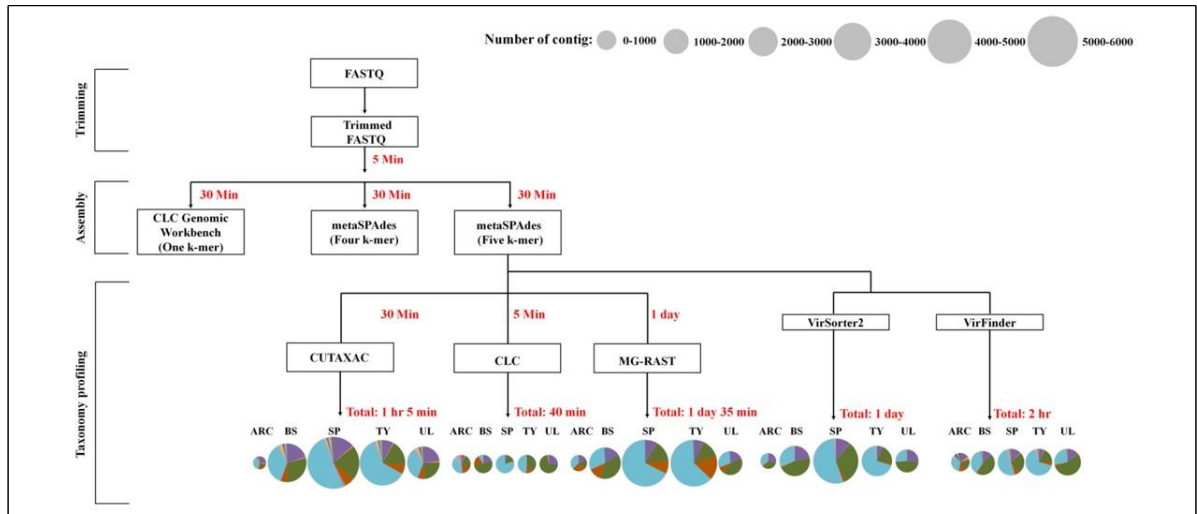 Number of contig: 0-1000 1000-2000 2000-3000 3000-4000 4000-5000 5000-6000
Trimming
FASTQ
Trimmed
FASTQ
5 Min
Assembly
30 Min 30 Min 30 Min
CLC Genomic
Workbench
(One k-mer)
metaSPAdes
(Four k-mer)
metaSPAdes
(Five k-mer)
Taxonomy profiling
30 Min 5 Min 1 day
VirSorter2 VirFinder
CUTAXAC CLC MG-RAST
Total: 1 hr 5 min Total: 40 min Total: 1 day 35 min Total: 1 day Total: 2 hr
ARC BS SP TY UL ARC BS SP TY UL ARC BS SP TY UL ARC BS SP TY UL ARC BS SP TY UL